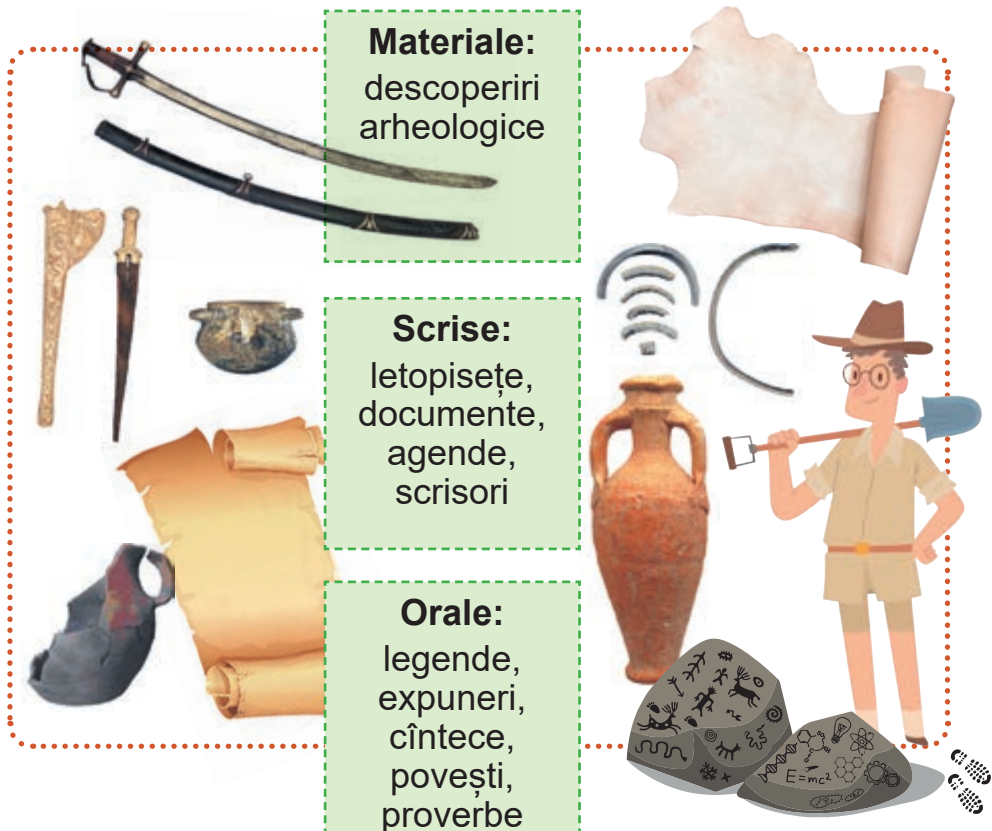 Materiale:
descoperiri
arheologice
Scrise:
letopisețe,
documente,
agende,
scrisori
Orale:
legende,
expuneri,
cîntece,
povești,
proverbe
E=mc²